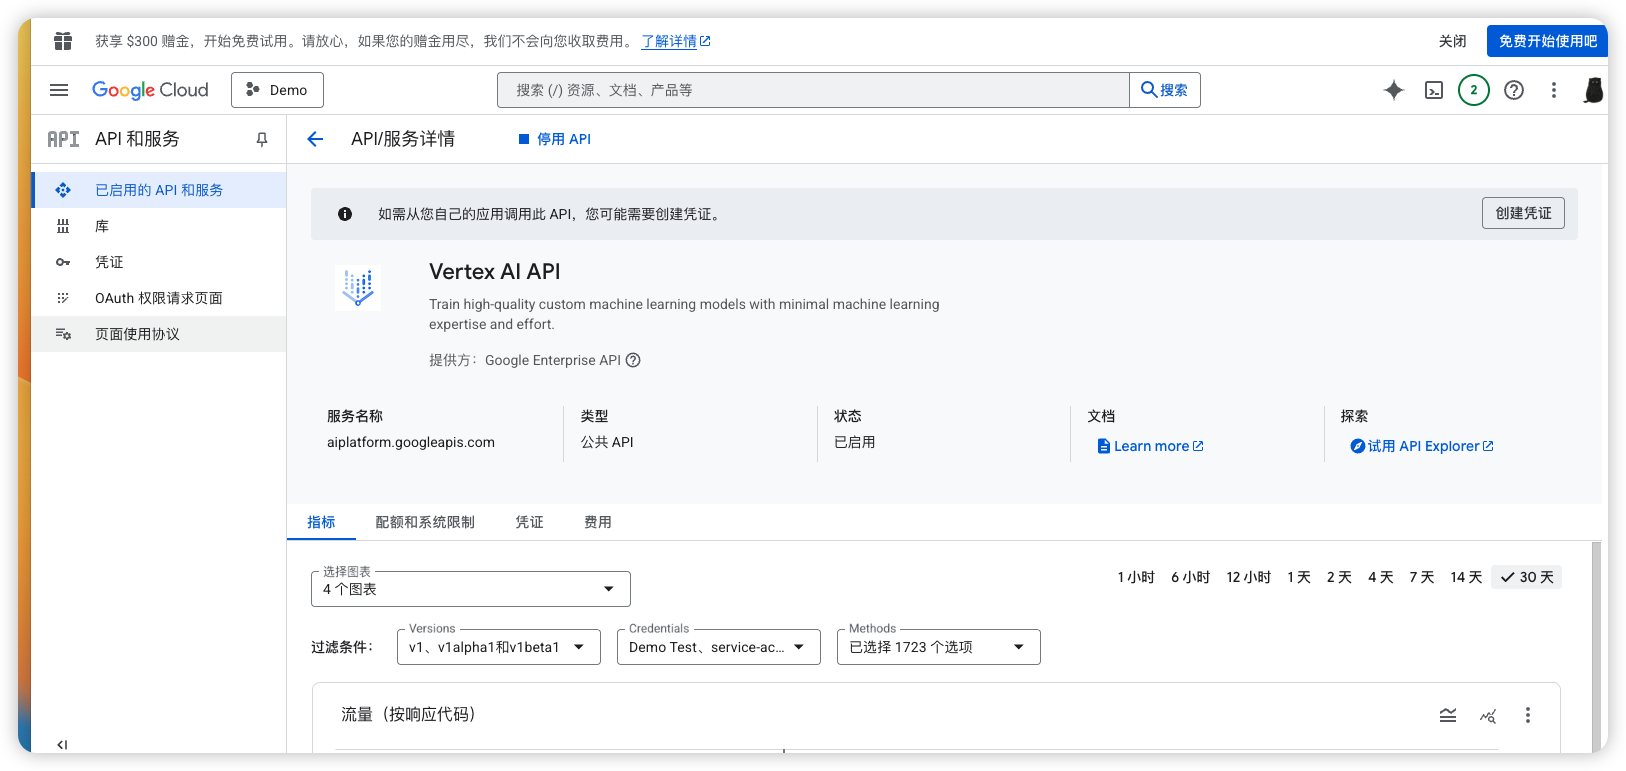 获享 $300 赠金，开始免费试用。请放心，如果您的赠金用尽，我们不会向您收取费用。 了解详情
关闭
免费开始使用吧
Google Cloud
Demo
搜索 (/) 资源、文档、产品等
搜索
2
API
API 和服务
API/服务详情
停用 API
已启用的 API 和服务
库
凭证
OAuth 权限请求页面
页面使用协议
如需从您自己的应用调用此 API，您可能需要创建凭证。
创建凭证
Vertex AI API
Train high-quality custom machine learning models with minimal machine learning
expertise and effort.
提供方： Google Enterprise API
服务名称
aiplatform.googleapis.com
类型
公共 API
状态
已启用
文档
Learn more
探索
试用 API Explorer
指标
配额和系统限制
凭证
费用
选择图表
4 个图表
1 小时
6 小时
12 小时
1 天
2 天
4 天
7 天
14 天
30 天
过滤条件：
Versions
v1、v1alpha1和v1beta1
Credentials
Demo Test、service-ac...
Methods
已选择 1723 个选项
流量（按响应代码）